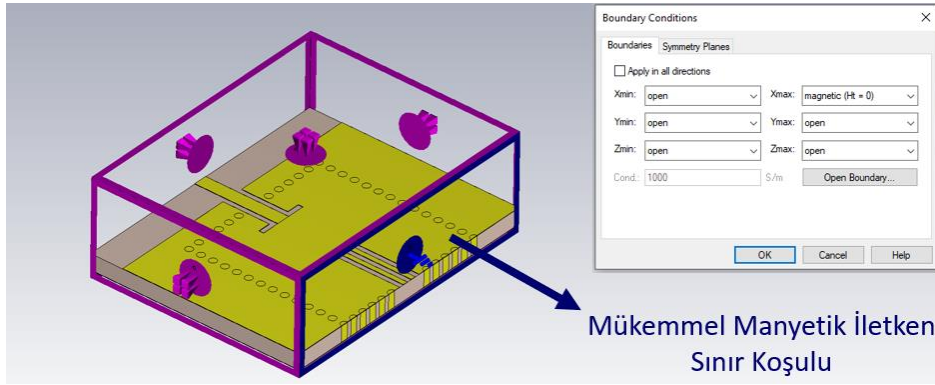 Boundary Conditions
Boundaries Symmetry Planes
Apply in all directions
Xmin: open Xmax: magnetic (Ht = 0)
Ymin: open Ymax: open
Zmin: open Zmax: open
Cond.: 1000 S/m Open Boundary...
OK Cancel Help
Mükemmel Manyetik İletken
Sınır Koşulu